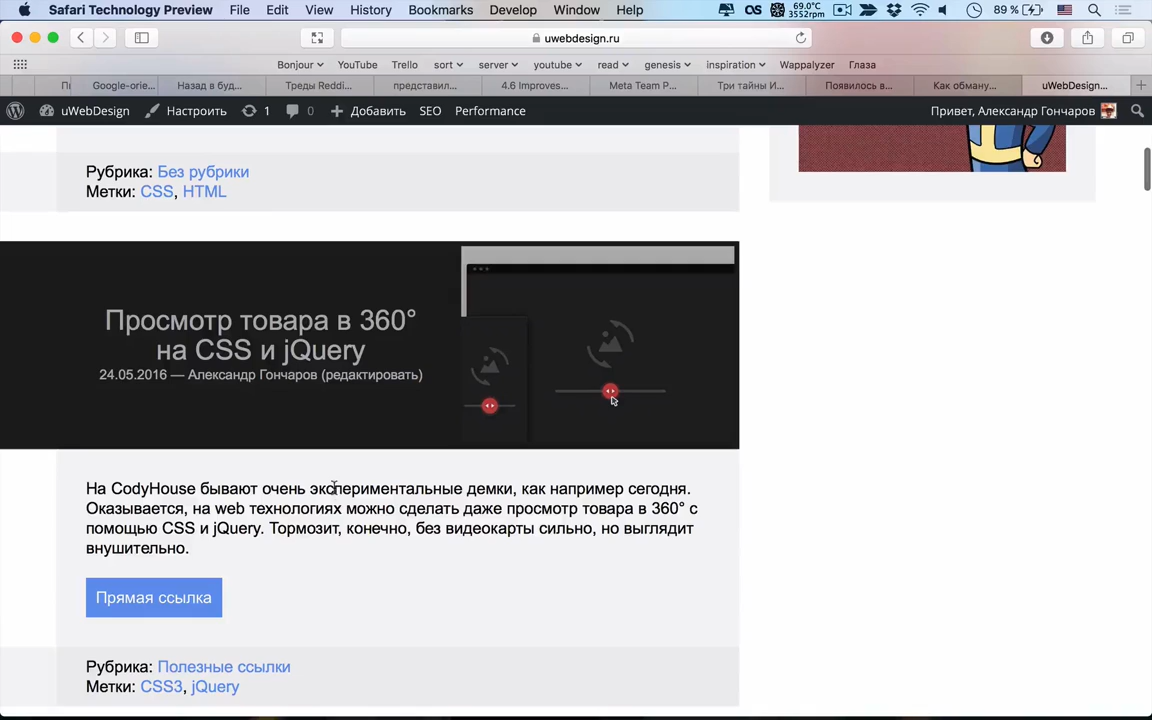 Safari Technology Preview File Edit View History Bookmarks Develop Window Help 69.0°C 3552rpm 89 %
uwebdesign.ru
Bonjour YouTube Trello sort server youtube read genesis inspiration Wappalyzer Глаза
Google-orie... Назад в буд... Треды Reddi... представил... 4.6 Improves... Meta Team P... Три тайны И... Появилось в... Как обману... uWebDesign...
uWebDesign Настроить 1 0 Добавить SEO Performance Привет, Александр Гончаров
Рубрика: Без рубрики
Метки: CSS, HTML
Просмотр товара в 360°
на CSS и jQuery
24.05.2016 — Александр Гончаров (редактировать)
На CodyHouse бывают очень экспериментальные демки, как например сегодня.
Оказывается, на web технологиях можно сделать даже просмотр товара в 360° с
помощью CSS и jQuery. Тормозит, конечно, без видеокарты сильно, но выглядит
внушительно.
Прямая ссылка
Рубрика: Полезные ссылки
Метки: CSS3, jQuery